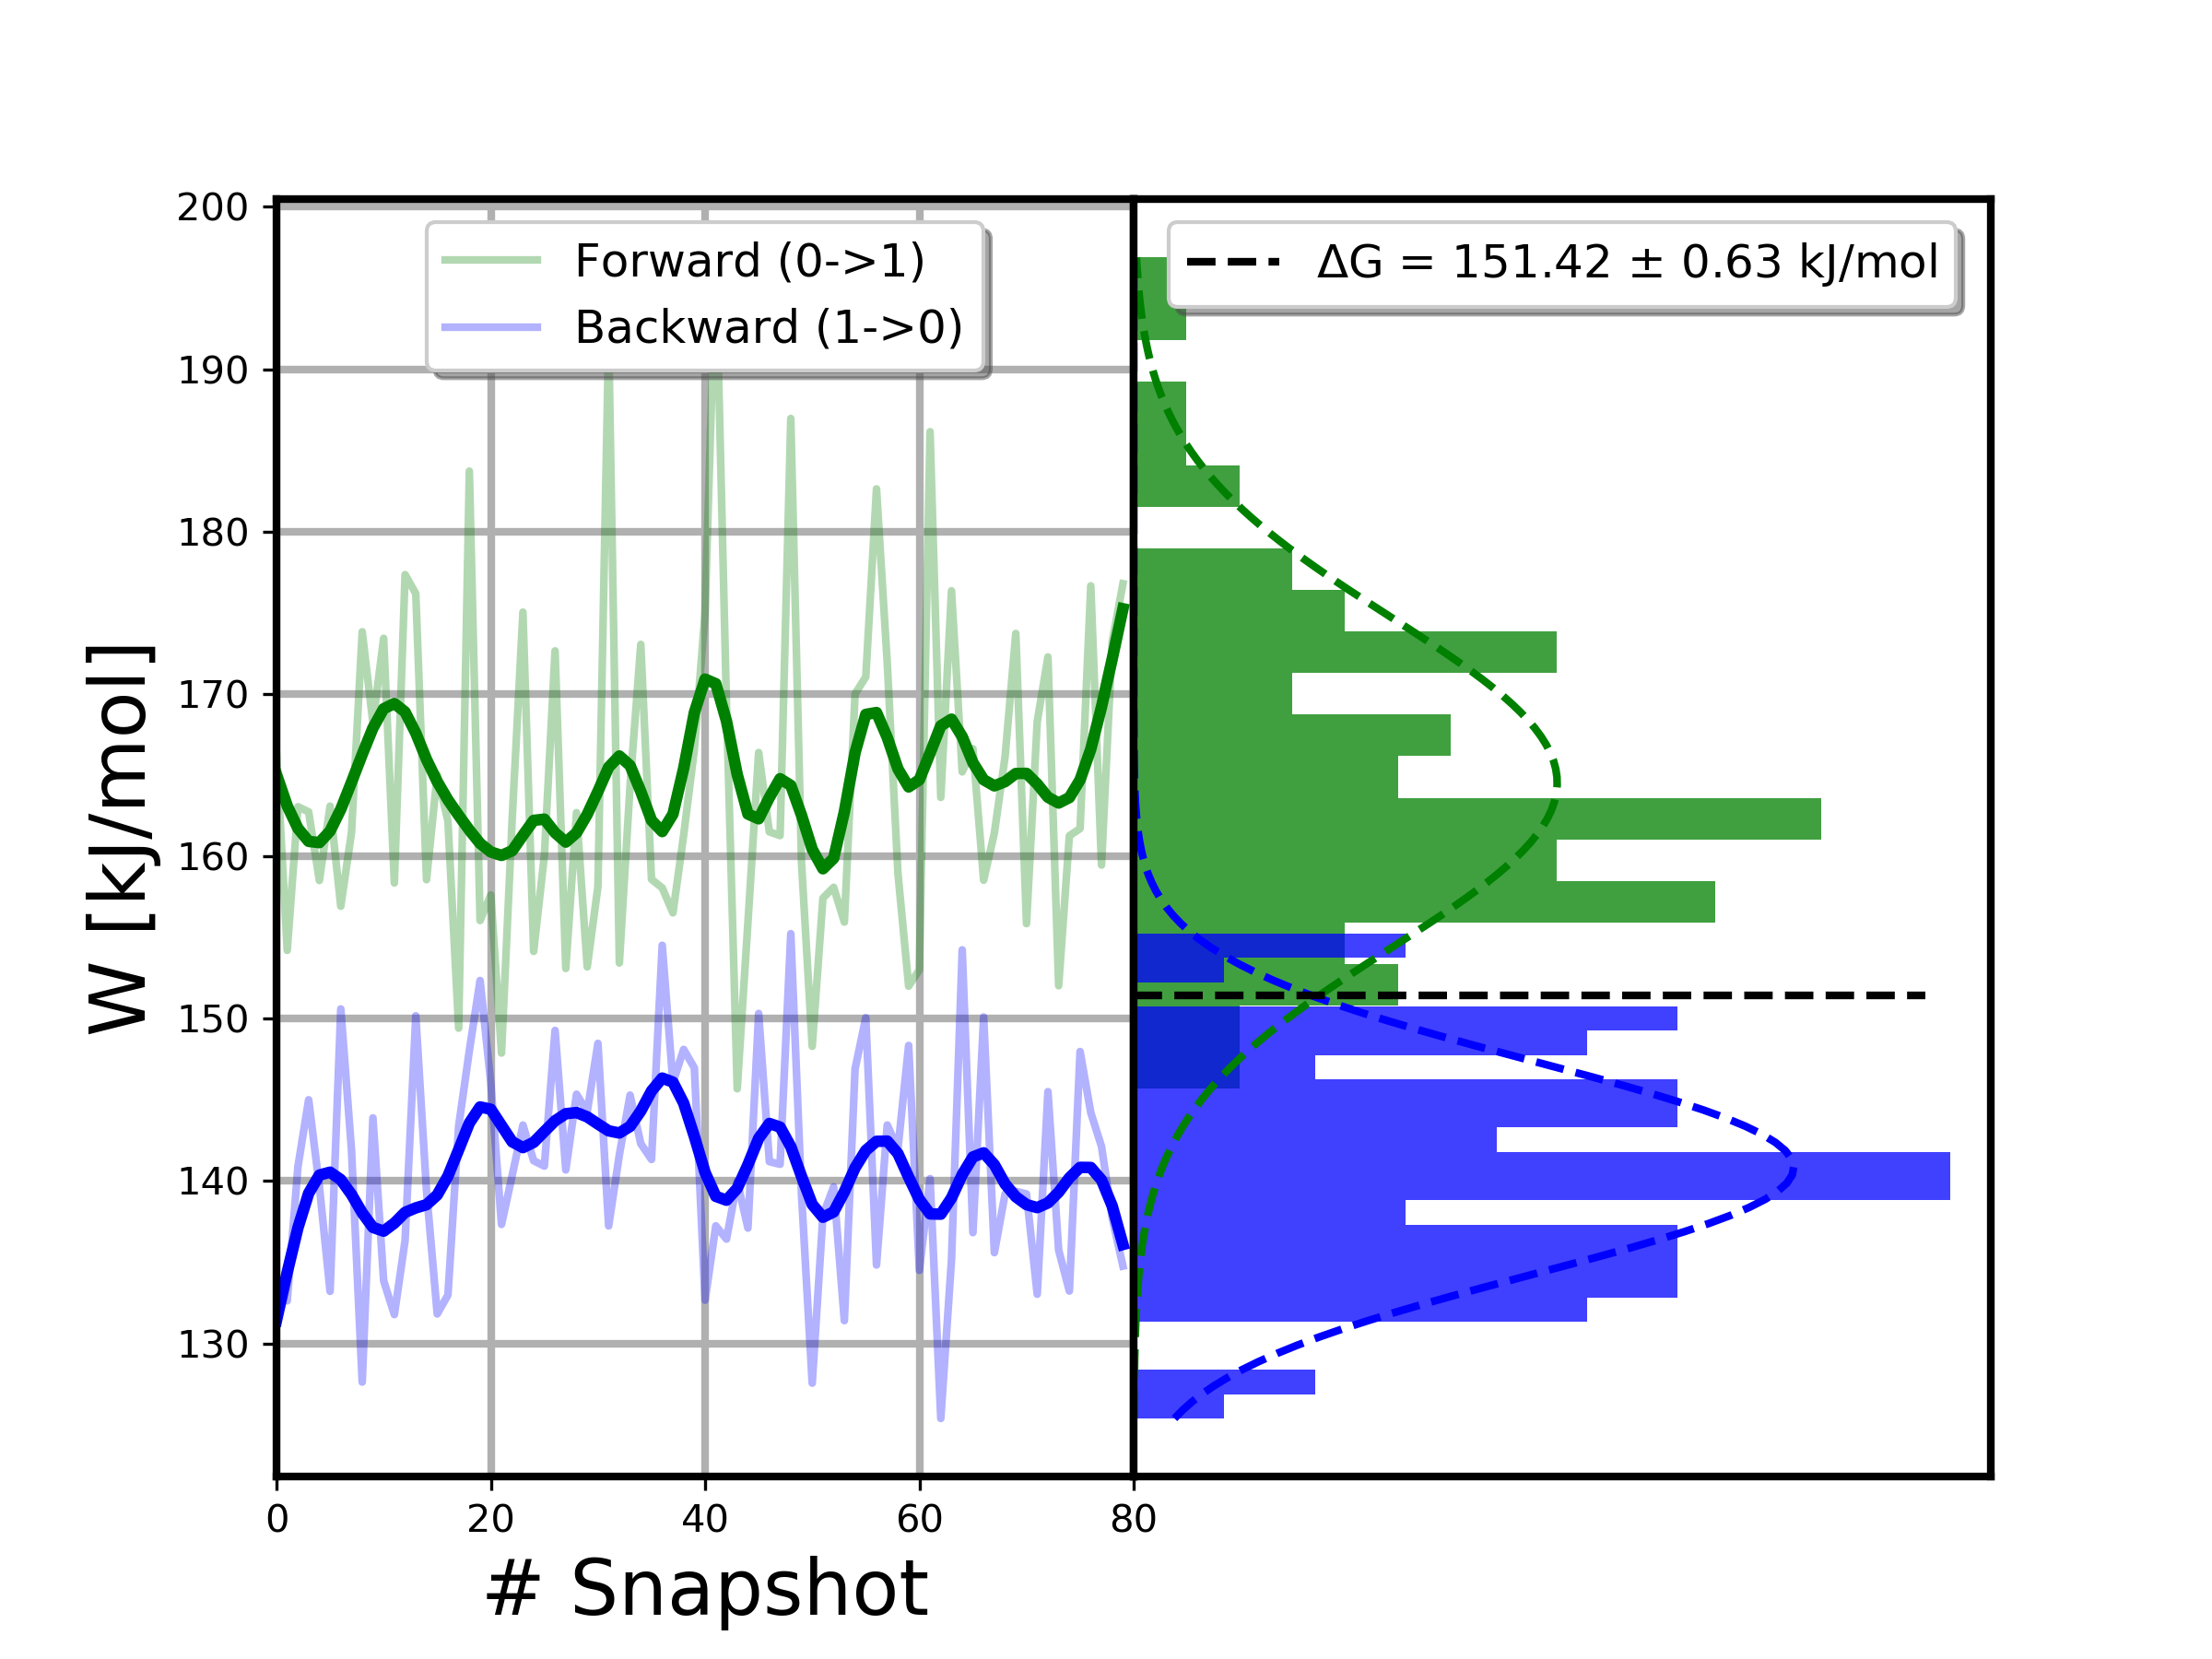 Forward (0->1)
Backward (1->0)
ΔG = 151.42 ± 0.63 kJ/mol
W [kJ/mol]
200
190
180
170
160
150
140
130
0 20 40 60 80
# Snapshot